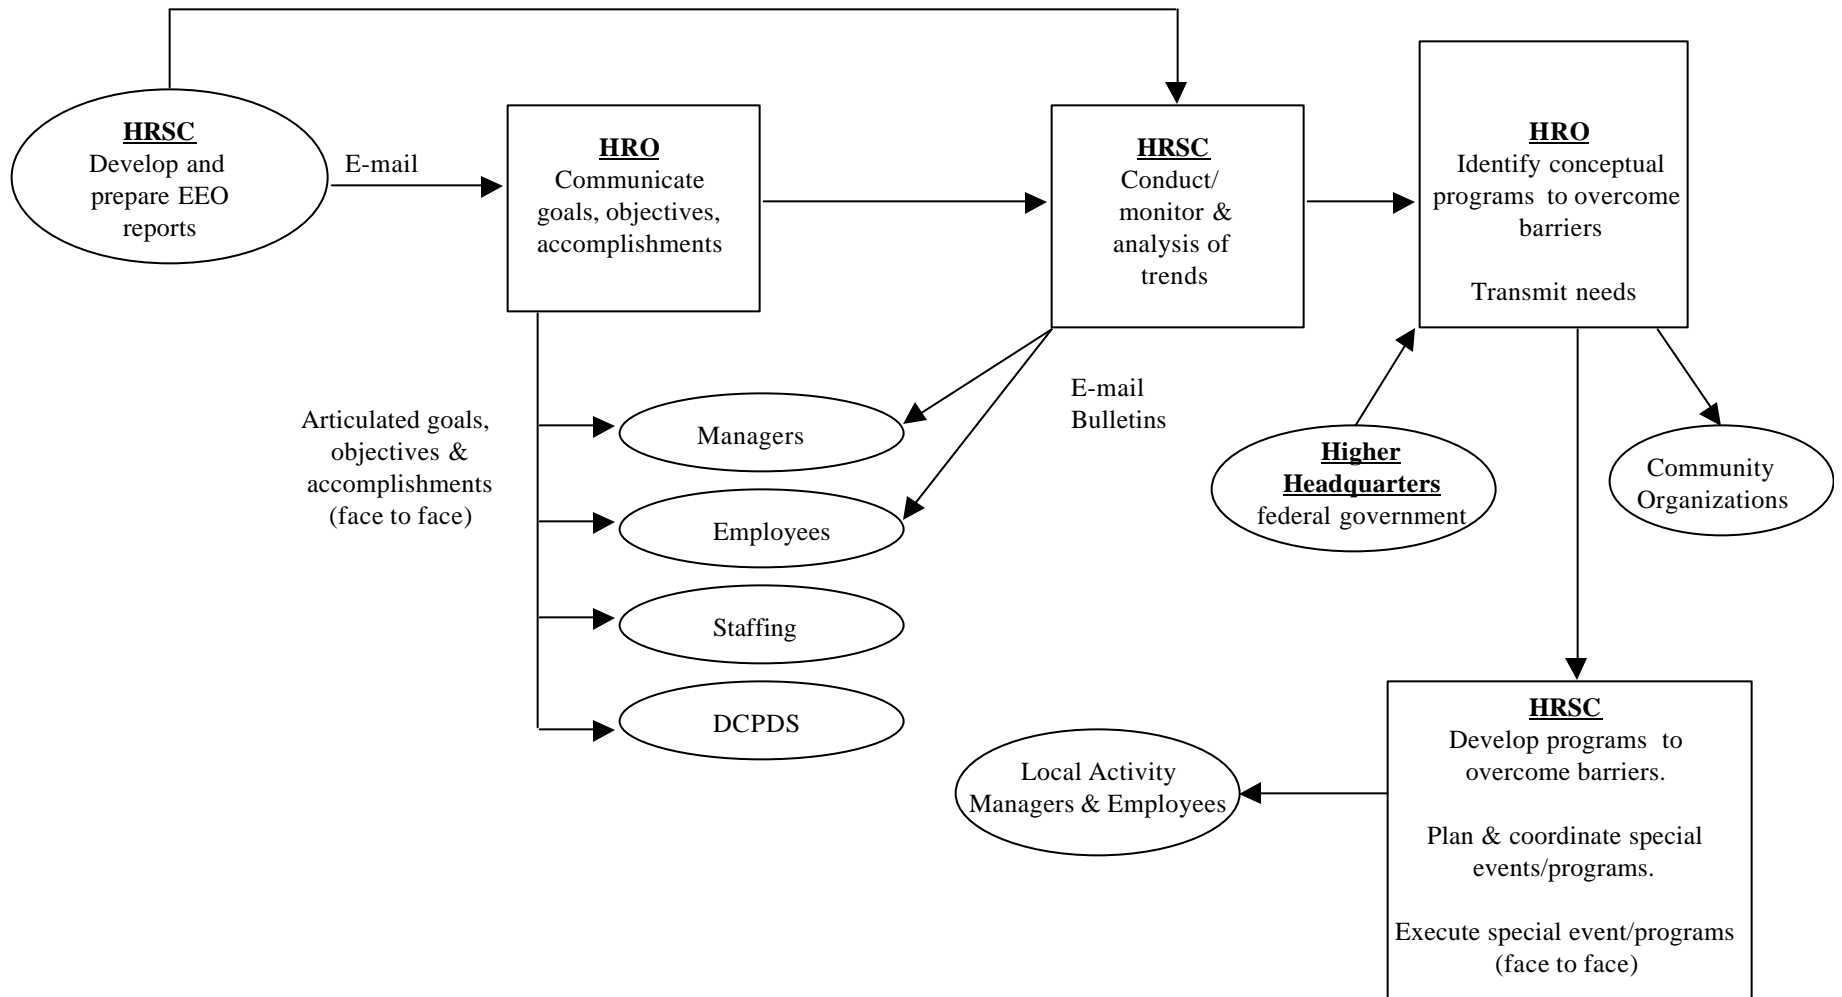 HRSC
Develop and
prepare EEO
reports
E-mail
HRO
Communicate
goals, objectives,
accomplishments
HRSC
Conduct/
monitor &
analysis of
trends
HRO
Identify conceptual
programs to overcome
barriers
Transmit needs
Articulated goals,
objectives &
accomplishments
(face to face)
Managers
Employees
Staffing
DCPDS
E-mail
Bulletins
Higher
Headquarters
federal government
Community
Organizations
HRSC
Develop programs to
overcome barriers.
Plan & coordinate special
events/programs.
Execute special event/programs
(face to face)
Local Activity
Managers & Employees